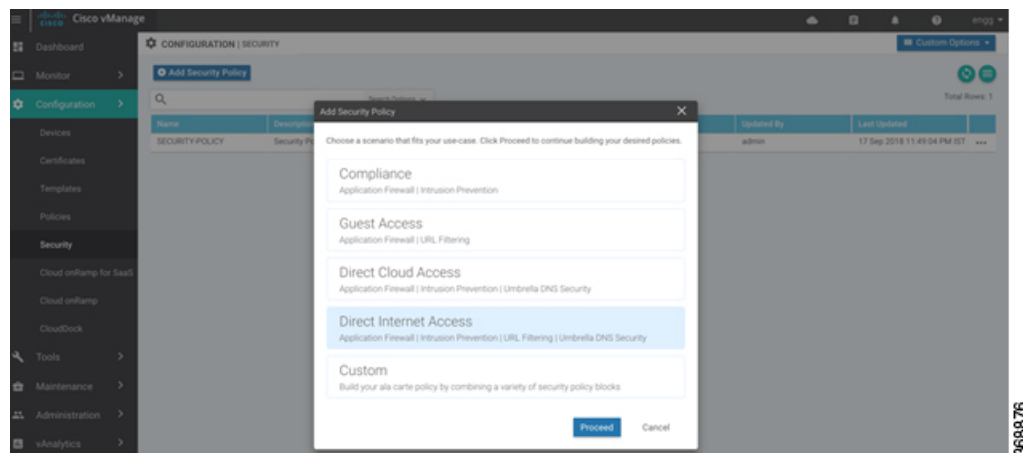 cisco Cisco vManage
engg
Dashboard
CONFIGURATION | SECURITY
Custom Options
Monitor
Add Security Policy
Configuration
Search Options
Total Rows: 1
Add Security Policy
Name
Updated By
Last Updated
Devices
SECURITY-POLICY
Security
Choose a scenario that fits your use-case. Click Proceed to continue building your desired policies.
admin
17 Sep 2018 11:49:04 PM IST
Certificates
Compliance
Application Firewall | Intrusion Prevention
Templates
Policies
Guest Access
Application Firewall | URL Filtering
Security
Direct Cloud Access
Application Firewall | Intrusion Prevention | Umbrella DNS Security
Cloud onRamp for SaaS
Cloud onRamp
Direct Internet Access
Application Firewall | Intrusion Prevention | URL Filtering | Umbrella DNS Security
CloudDock
Tools
Custom
Build your ala carte policy by combining a variety of security policy blocks
Maintenance
Administration
Proceed
Cancel
vAnalytics
368876